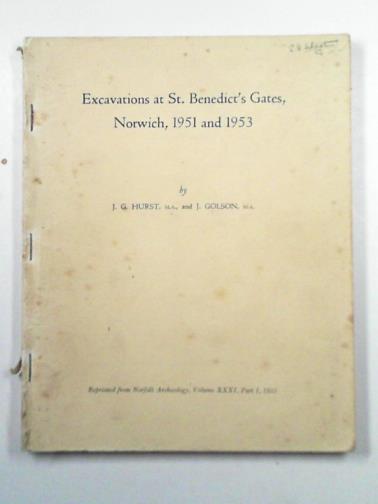 Excavations at St. Benedict's Gates,
Norwich, 1951 and 1953
by
J. G. HURST, M.A., and J. GOLSON, M.A.
Reprinted from Norfolk Archaeology, Volume XXXI, Part I,